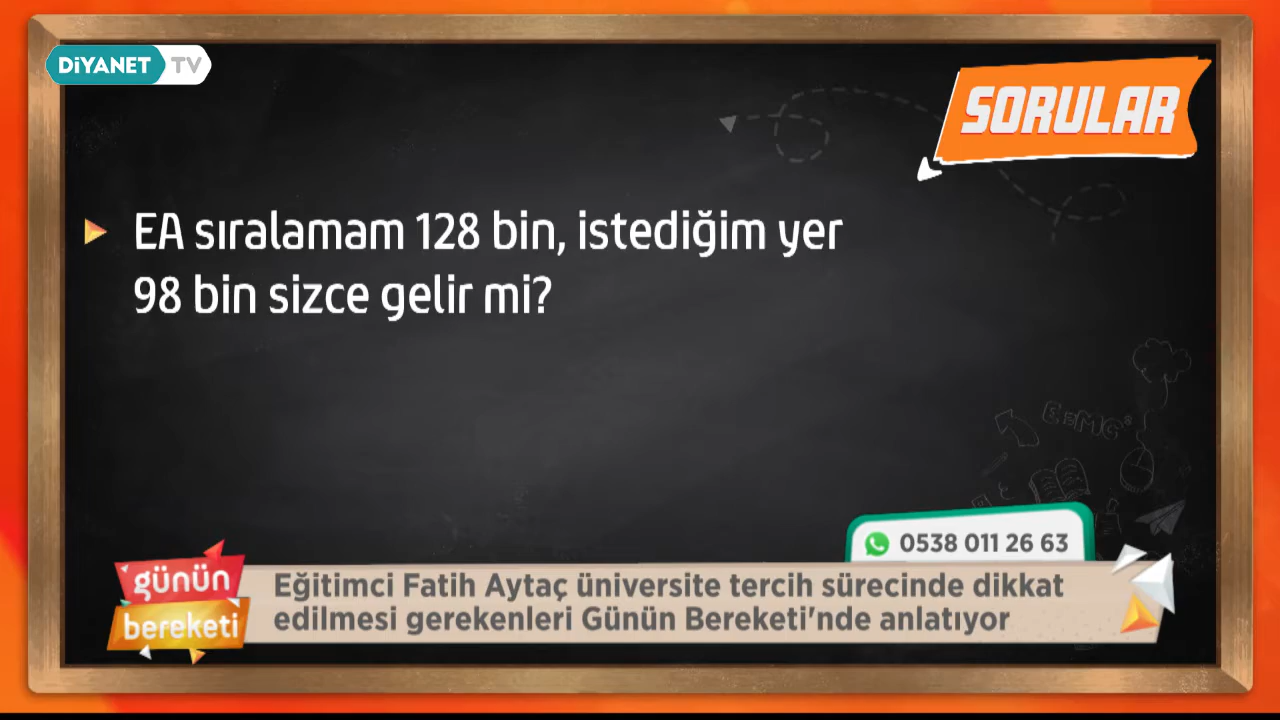 DİYANET TV
SORULAR
EA sıralamam 128 bin, istediğim yer
98 bin sizce gelir mi?
E=MC²
0538 011 26 63
günün
bereketi
Eğitimci Fatih Aytaç üniversite tercih sürecinde dikkat
edilmesi gerekenleri Günün Bereketi'nde anlatıyor